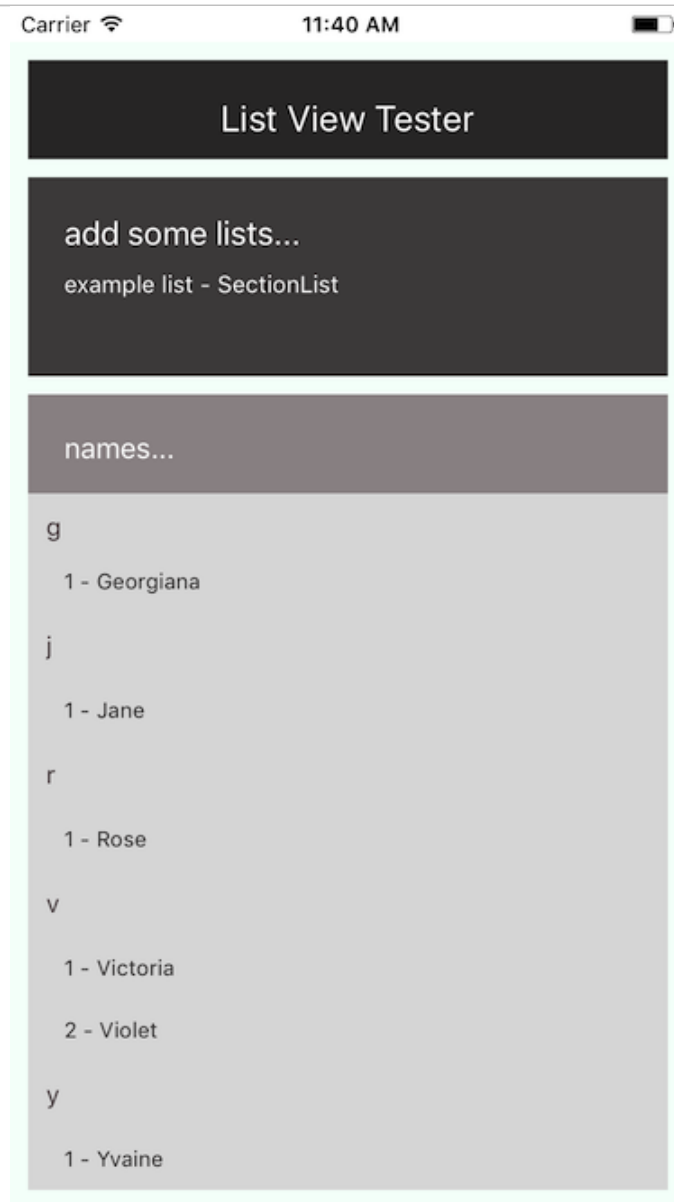 Carrier 11:40 AM
List View Tester
add some lists...
example list - SectionList
names...
g
1 - Georgiana
j
1 - Jane
r
1 - Rose
v
1 - Victoria
2 - Violet
y
1 - Yvaine